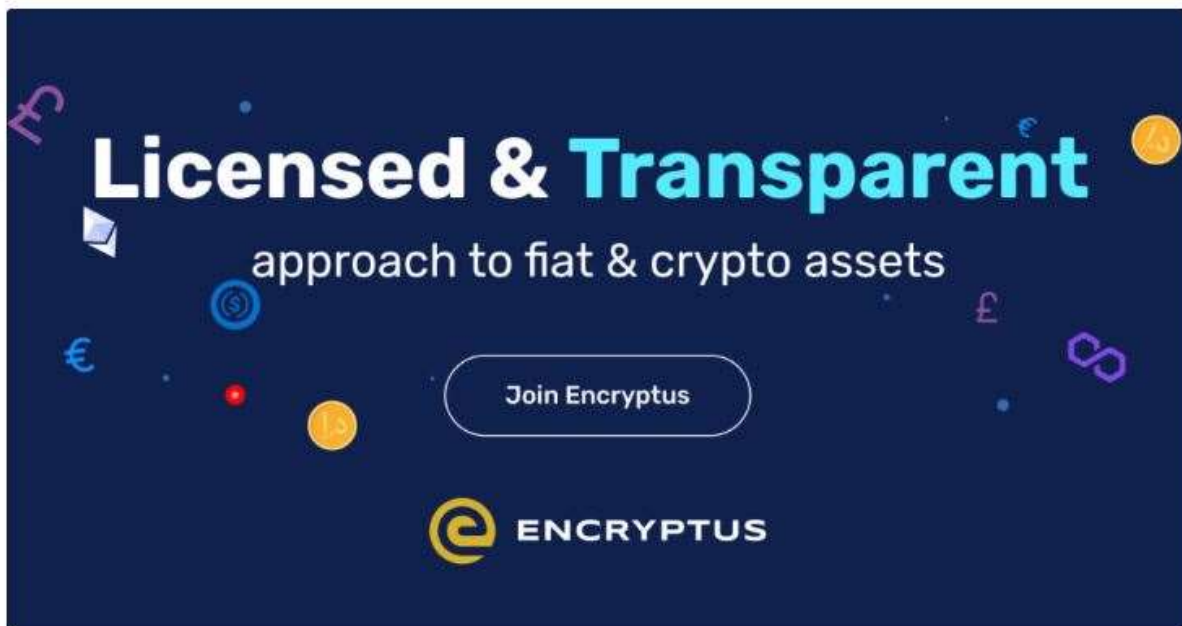 Licensed & Transparent
approach to fiat & crypto assets
Join Encryptus
ENCRYPTUS